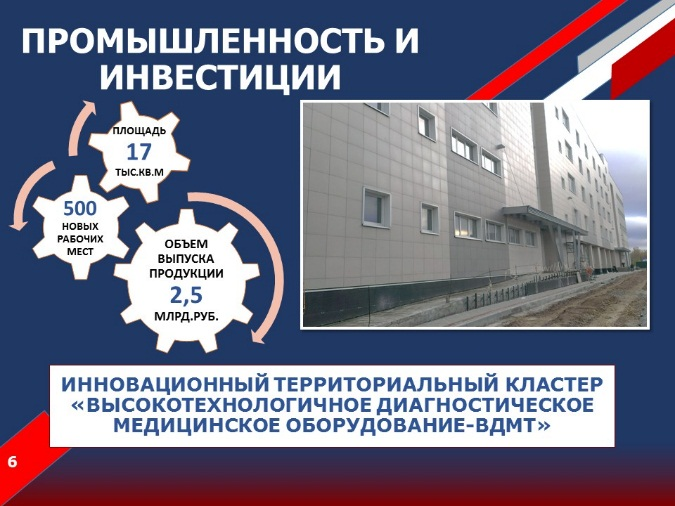 ПРОМЫШЛЕННОСТЬ И
ИНВЕСТИЦИИ
ПЛОЩАДЬ
17
ТЫС.КВ.М
500
НОВЫХ
РАБОЧИХ
МЕСТ
ОБЪЕМ
ВЫПУСКА
ПРОДУКЦИИ
2,5
МЛРД.РУБ.
ИННОВАЦИОННЫЙ ТЕРРИТОРИАЛЬНЫЙ КЛАСТЕР
«ВЫСОКОТЕХНОЛОГИЧНОЕ ДИАГНОСТИЧЕСКОЕ
МЕДИЦИНСКОЕ ОБОРУДОВАНИЕ-ВДМТ»
6